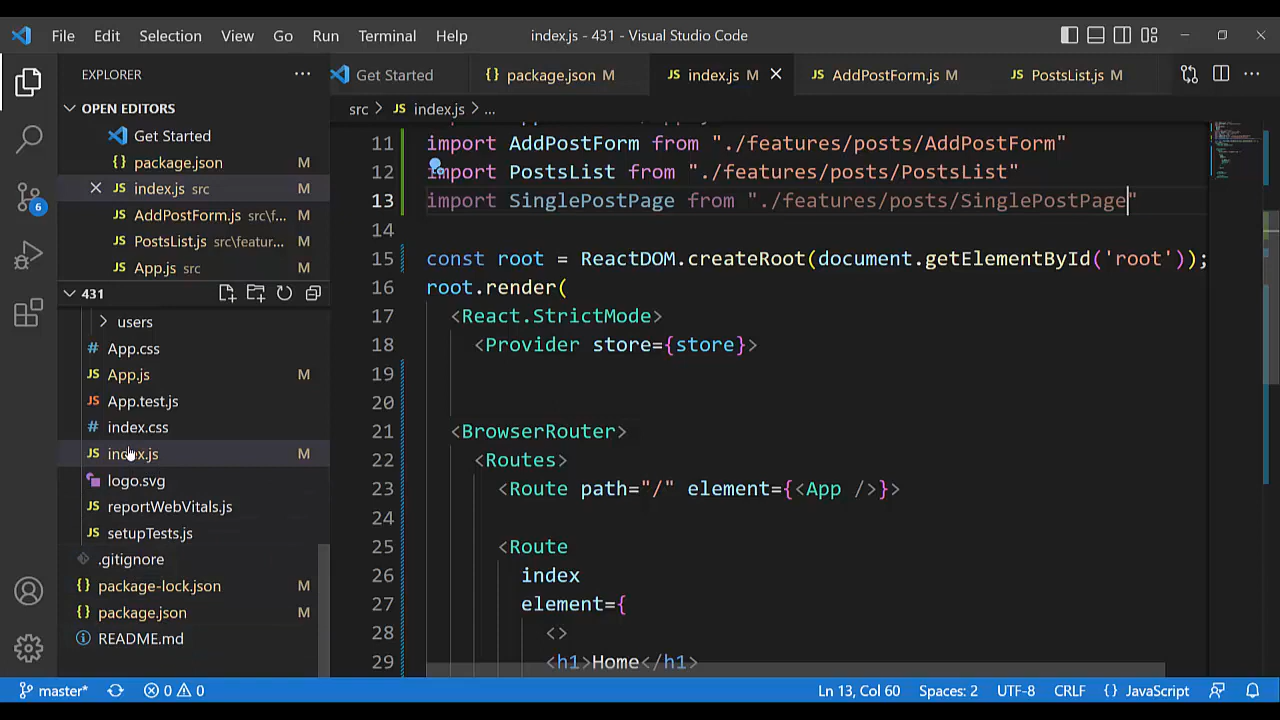 File Edit Selection View Go Run Terminal Help index.js - 431 - Visual Studio Code
EXPLORER
OPEN EDITORS
Get Started
package.json M
index.js src M
AddPostForm.js src\f... M
PostsList.js src\featur... M
App.js src M
431
users
App.css
App.js M
App.test.js
index.css
index.js M
logo.svg
reportWebVitals.js
setupTests.js
.gitignore
package-lock.json M
package.json M
README.md
6
Get Started package.json M index.js M AddPostForm.js M PostsList.js M
src > index.js > ...
11 import AddPostForm from "./features/posts/AddPostForm"
12 import PostsList from "./features/posts/PostsList"
13 import SinglePostPage from "./features/posts/SinglePostPage"
14
15 const root = ReactDOM.createRoot(document.getElementById('root'));
16 root.render(
17 <React.StrictMode>
18 <Provider store={store}>
19
20
21 <BrowserRouter>
22 <Routes>
23 <Route path="/" element={<App />}>
24
25 <Route
26 index
27 element={
28 <>
29 <h1>Home</h1>
master* 0 0 Ln 13, Col 60 Spaces: 2 UTF-8 CRLF {} JavaScript